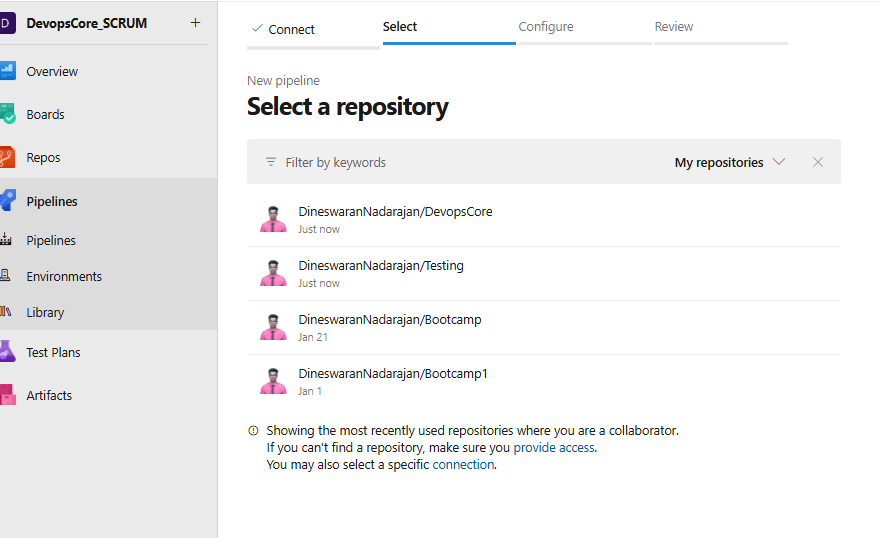 D DevopsCore_SCRUM +
Overview
Boards
Repos
Pipelines
Pipelines
Environments
Library
Test Plans
Artifacts
Connect Select Configure Review
New pipeline
Select a repository
Filter by keywords My repositories
DineswaranNadarajan/DevopsCore
Just now
DineswaranNadarajan/Testing
Just now
DineswaranNadarajan/Bootcamp
Jan 21
DineswaranNadarajan/Bootcamp1
Jan 1
Showing the most recently used repositories where you are a collaborator.
If you can't find a repository, make sure you provide access.
You may also select a specific connection.